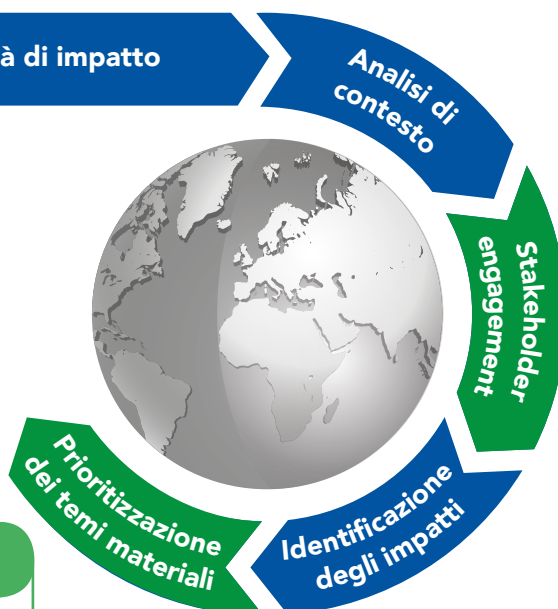 à di impatto
Analisi di
contesto
Stakeholder
engagement
Identificazione
degli impatti
Prioritizzazione
dei temi materiali